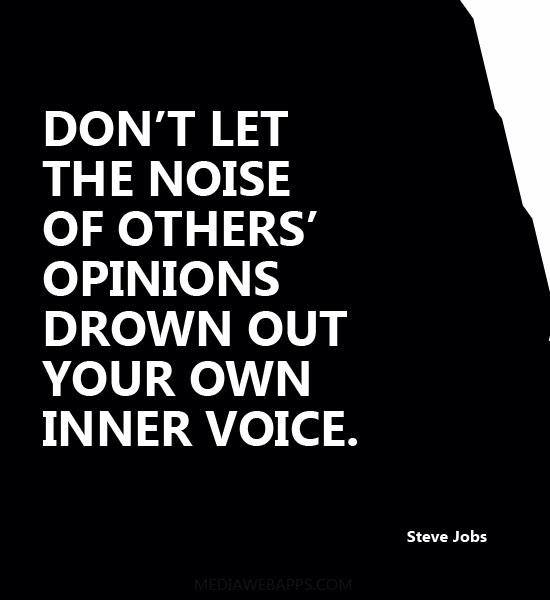 DON’T LET
THE NOISE
OF OTHERS’
OPINIONS
DROWN OUT
YOUR OWN
INNER VOICE.
Steve Jobs
MEDIAWEBAPPS.COM